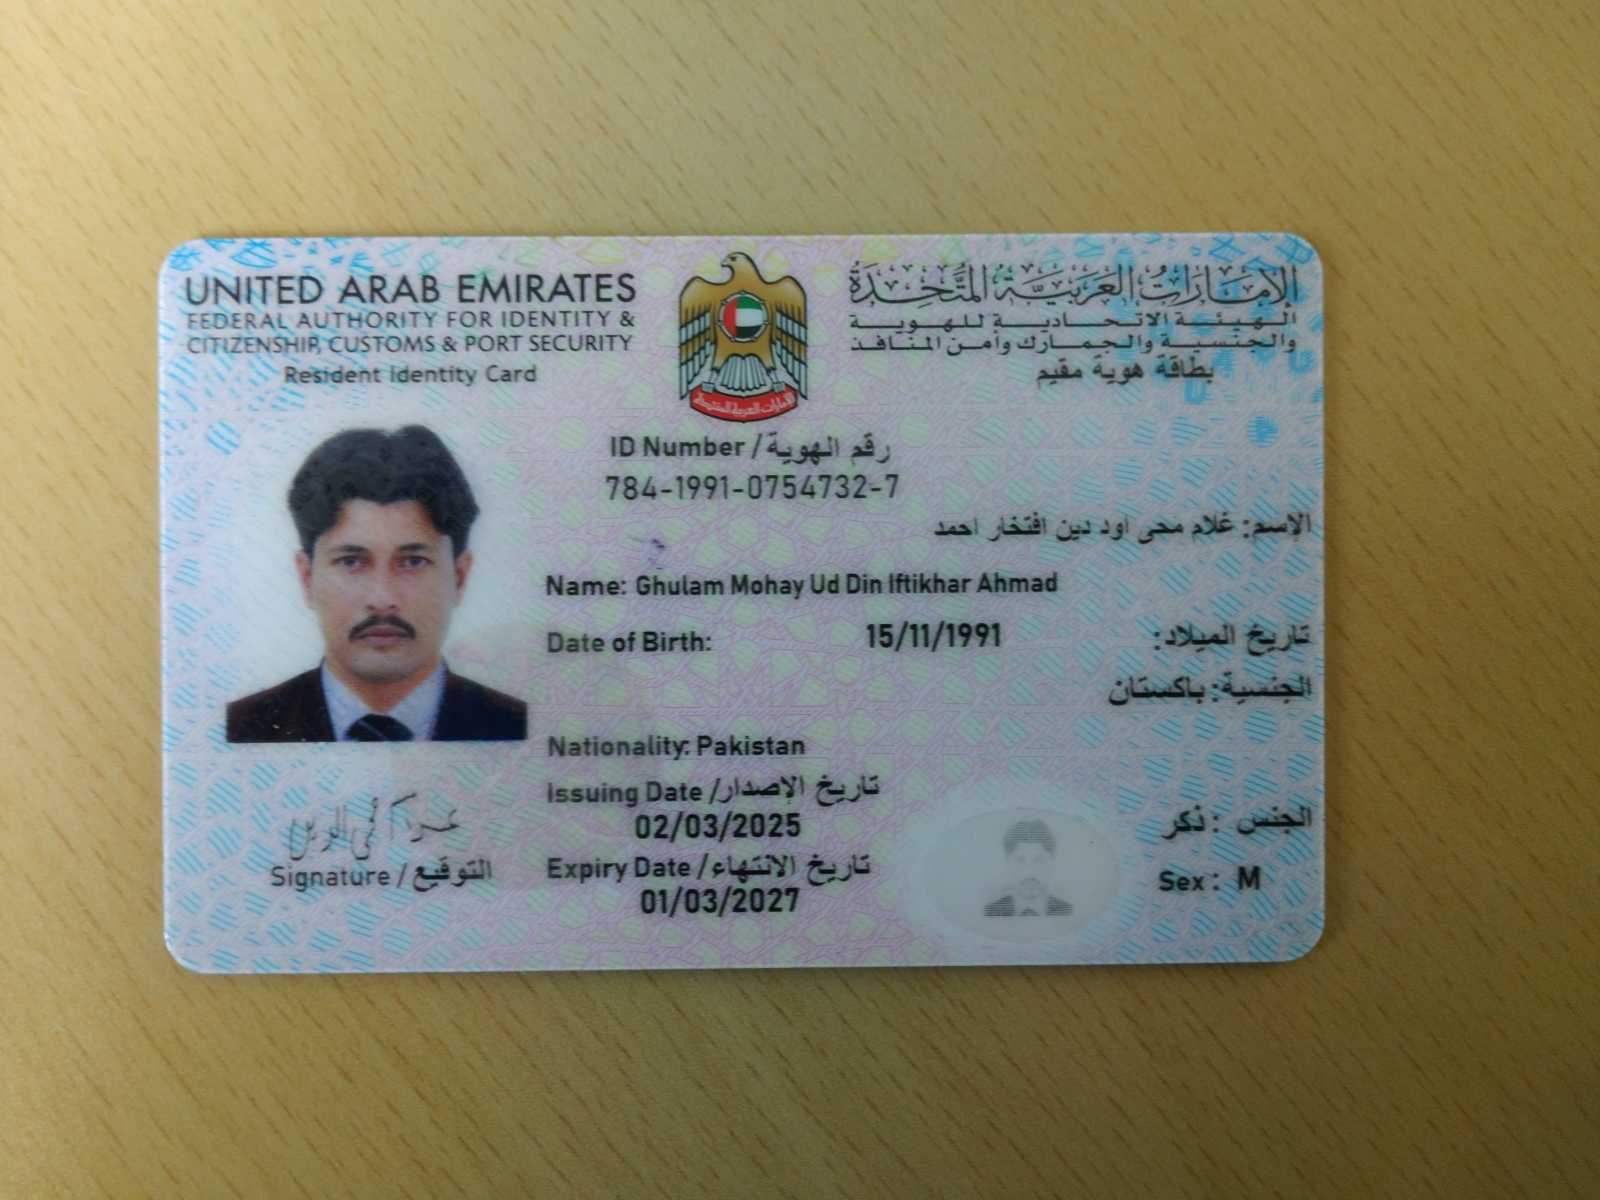 UNITED ARAB EMIRATES
FEDERAL AUTHORITY FOR IDENTITY &
CITIZENSHIP, CUSTOMS & PORT SECURITY
Resident Identity Card
الإمارات العربية المتحدة
الهيئة الاتحادية للهوية
والجنسية والجمارك وأمن المنافذ
بطاقة هوية مقيم
الإمارات العربية المتحدة
ID Number / رقم الهوية
784-1991-0754732-7
الإسم: غلام محى اود دين افتخار احمد
Name: Ghulam Mohay Ud Din Iftikhar Ahmad
Date of Birth: 15/11/1991 تاريخ الميلاد:
الجنسية: باكستان
Nationality: Pakistan
Issuing Date / تاريخ الإصدار
02/03/2025
Expiry Date / تاريخ الانتهاء
01/03/2027
الجنس: ذكر
Sex: M
Signature / التوقيع